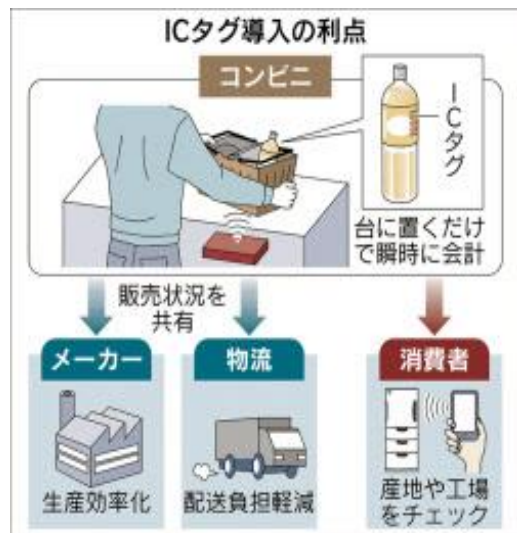 ICタグ導入の利点
コンビニ
ICタグ
台に置くだけ
で瞬時に会計
販売状況を
共有
メーカー
物流
消費者
生産効率化
配送負担軽減
産地や工場
をチェック